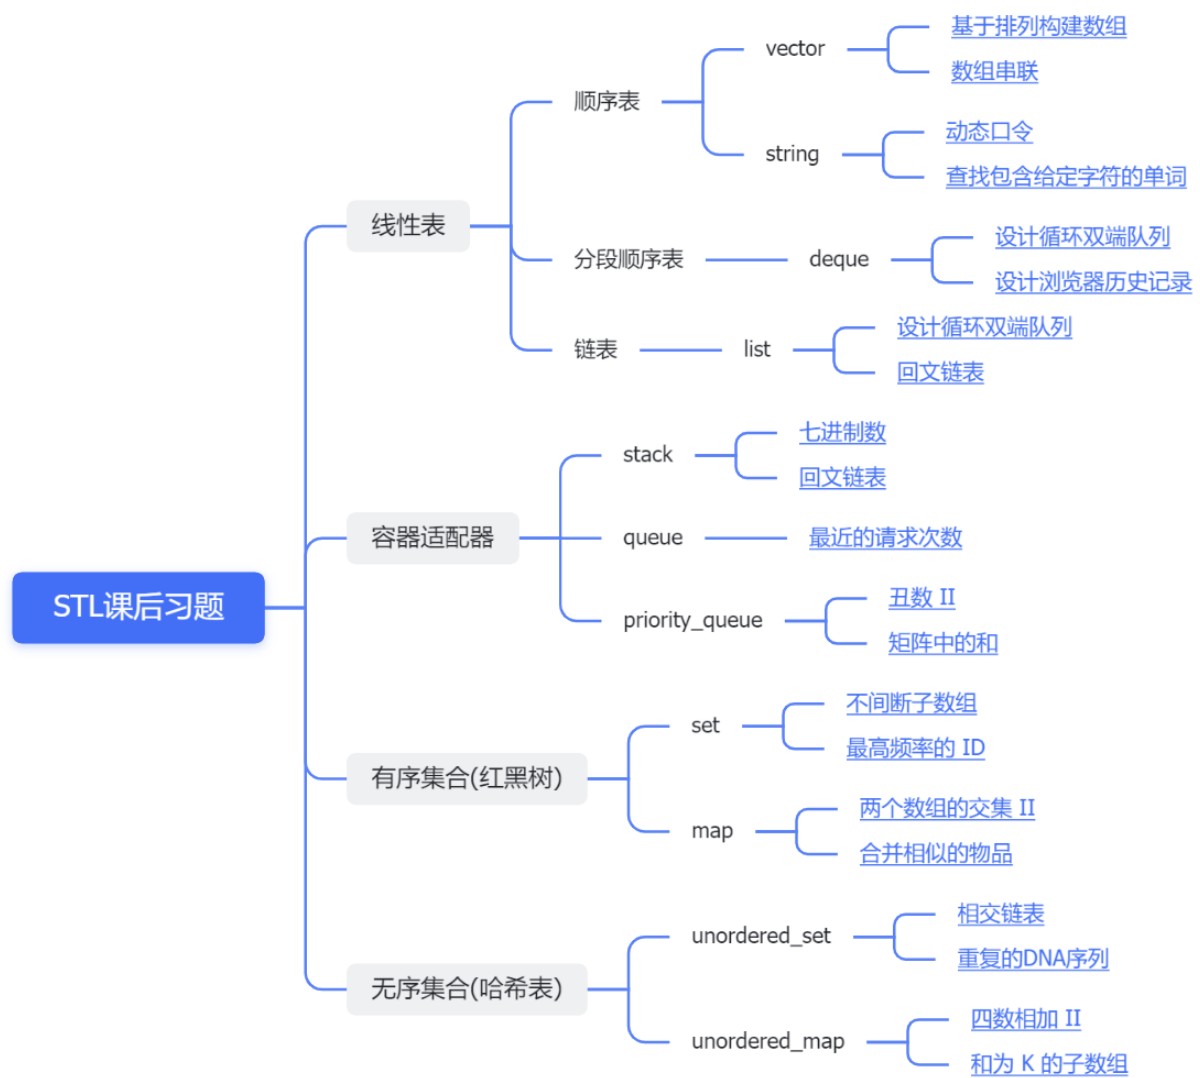 STL课后习题
线性表
顺序表
vector
基于排列构建数组
数组串联
string
动态口令
查找包含给定字符的单词
分段顺序表
deque
设计循环双端队列
设计浏览器历史记录
链表
list
设计循环双端队列
回文链表
容器适配器
stack
七进制数
回文链表
queue
最近的请求次数
priority_queue
丑数 II
矩阵中的和
有序集合(红黑树)
set
不间断子数组
最高频率的 ID
map
两个数组的交集 II
合并相似的物品
无序集合(哈希表)
unordered_set
相交链表
重复的DNA序列
unordered_map
四数相加 II
和为 K 的子数组